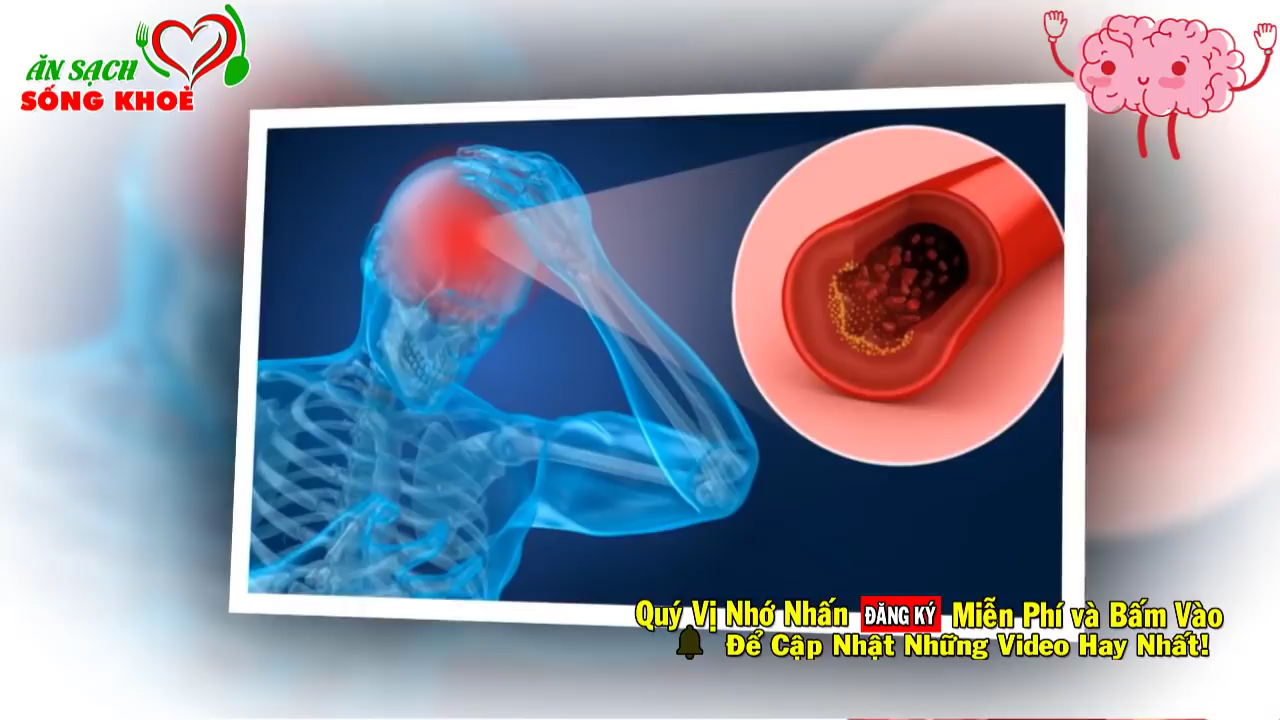 ĂN SẠCH
SỐNG KHOẺ
Quý Vị Nhớ Nhấn ĐĂNG KÝ Miễn Phí và Bấm Vào
Để Cập Nhật Những Video Hay Nhất!